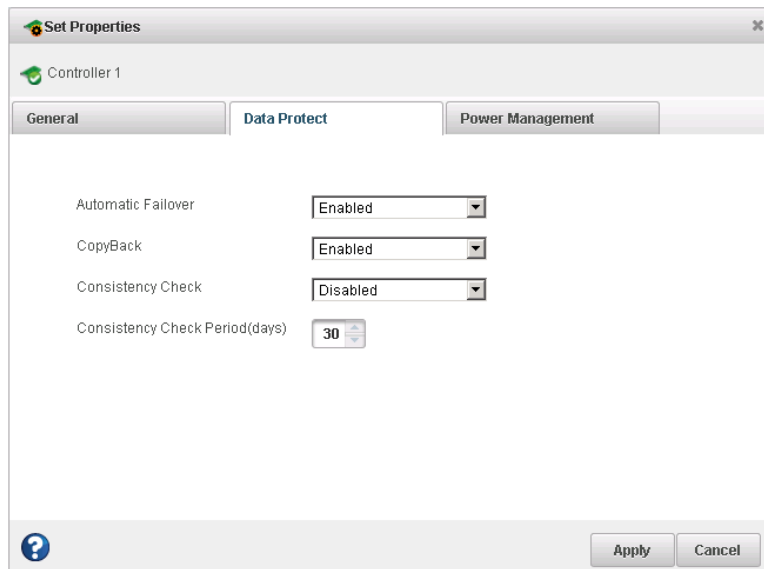 Set Properties
Controller 1
General Data Protect Power Management
Automatic Failover Enabled
CopyBack Enabled
Consistency Check Disabled
Consistency Check Period(days) 30
?
Apply Cancel